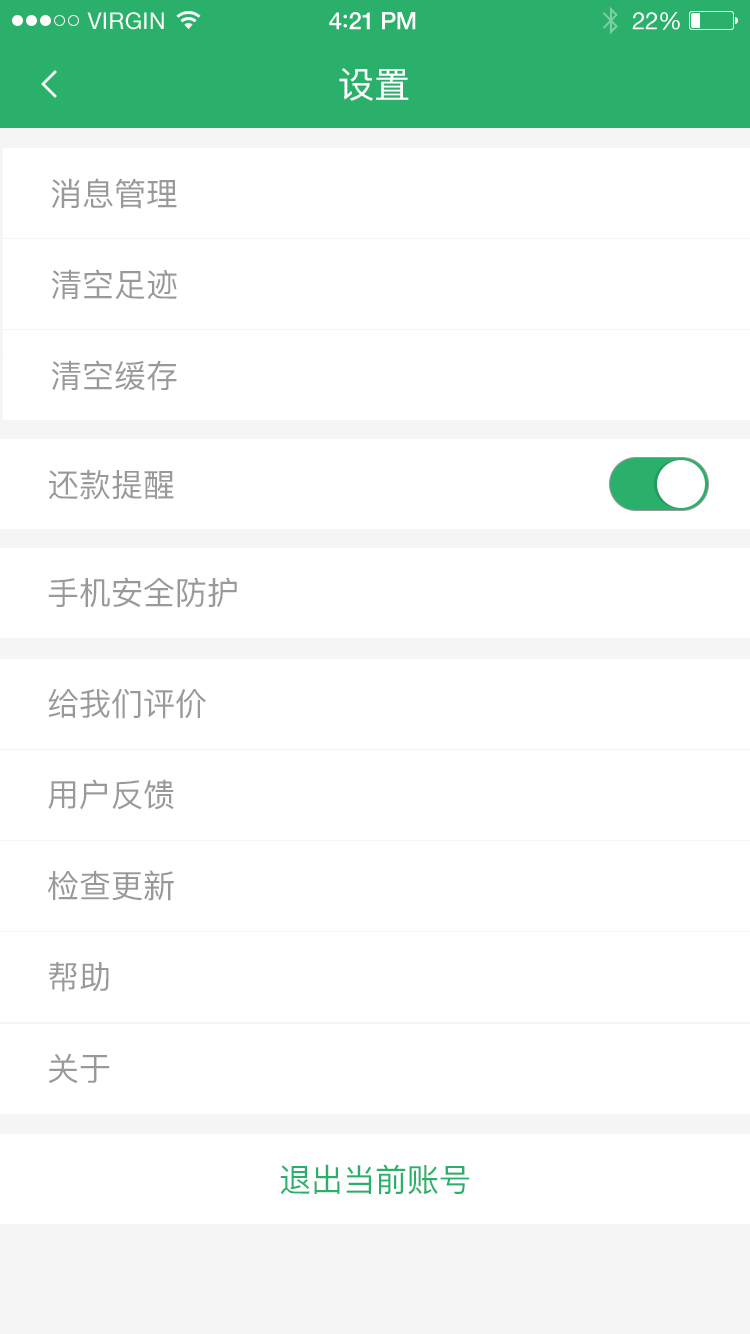 VIRGIN 4:21 PM 22%
设置
消息管理
清空足迹
清空缓存
还款提醒
手机安全防护
给我们评价
用户反馈
检查更新
帮助
关于
退出当前账号